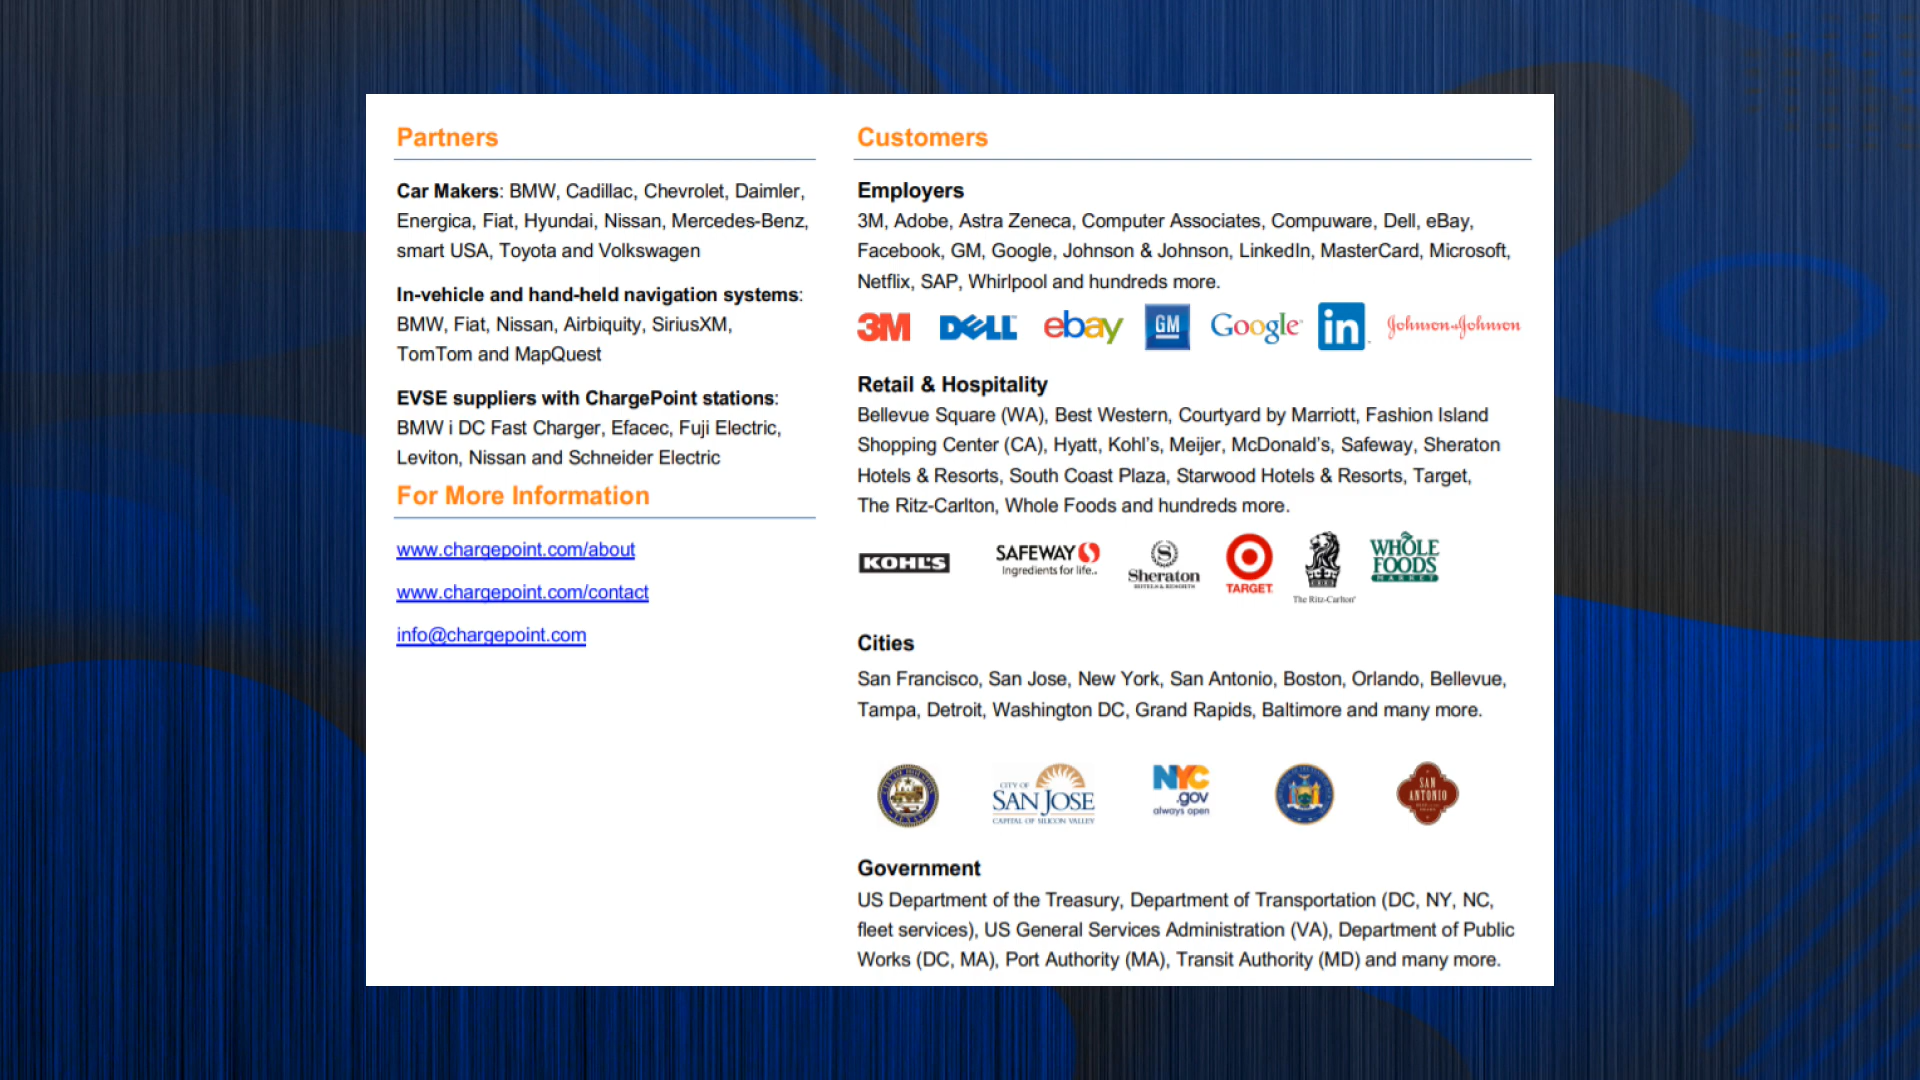 Partners
Car Makers: BMW, Cadillac, Chevrolet, Daimler,
Energica, Fiat, Hyundai, Nissan, Mercedes-Benz,
smart USA, Toyota and Volkswagen
In-vehicle and hand-held navigation systems:
BMW, Fiat, Nissan, Airbiquity, SiriusXM,
TomTom and MapQuest
EVSE suppliers with ChargePoint stations:
BMW i DC Fast Charger, Efacec, Fuji Electric,
Leviton, Nissan and Schneider Electric
For More Information
www.chargepoint.com/about
www.chargepoint.com/contact
info@chargepoint.com
Customers
Employers
3M, Adobe, Astra Zeneca, Computer Associates, Compuware, Dell, eBay,
Facebook, GM, Google, Johnson & Johnson, LinkedIn, MasterCard, Microsoft,
Netflix, SAP, Whirlpool and hundreds more.
3M DELL ebay GM Google in Johnson & Johnson
Retail & Hospitality
Bellevue Square (WA), Best Western, Courtyard by Marriott, Fashion Island
Shopping Center (CA), Hyatt, Kohl's, Meijer, McDonald's, Safeway, Sheraton
Hotels & Resorts, South Coast Plaza, Starwood Hotels & Resorts, Target,
The Ritz-Carlton, Whole Foods and hundreds more.
KOHL'S
SAFEWAY
Ingredients for life..
S
Sheraton
HOTELS & RESORTS
TARGET
The Ritz-Carlton
WHOLE
FOODS
MARKET
Cities
San Francisco, San Jose, New York, San Antonio, Boston, Orlando, Bellevue,
Tampa, Detroit, Washington DC, Grand Rapids, Baltimore and many more.
CITY OF
SAN JOSE
CAPITAL OF SILICON VALLEY
NYC
.gov
always open
SAN
ANTONIO
Government
US Department of the Treasury, Department of Transportation (DC, NY, NC,
fleet services), US General Services Administration (VA), Department of Public
Works (DC, MA), Port Authority (MA), Transit Authority (MD) and many more.